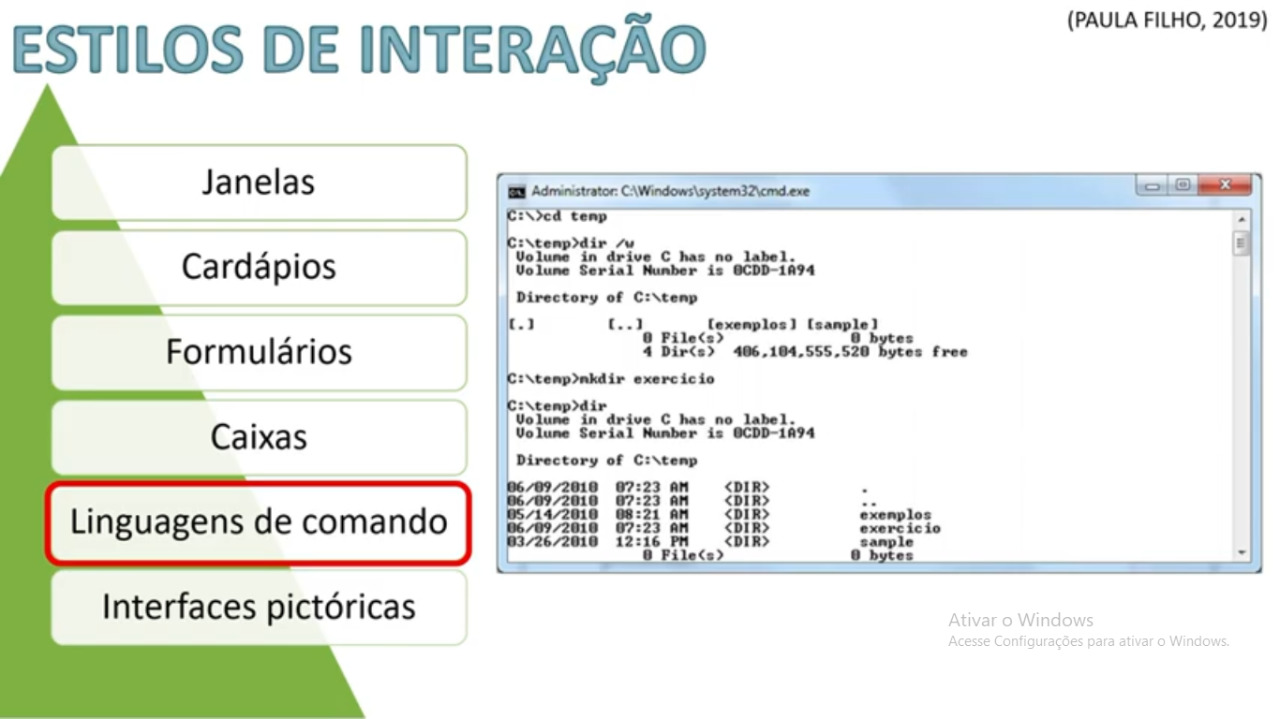 ESTILOS DE INTERAÇÃO
(PAULA FILHO, 2019)
Janelas
Cardápios
Formulários
Caixas
Linguagens de comando
Interfaces pictóricas
Administrator: C:\Windows\system32\cmd.exe
C:\>cd temp
C:\temp>dir /w
Volume in drive C has no label.
Volume Serial Number is 0CDD-1A94
Directory of C:\temp
[.] [..] [exemplos] [sample]
0 File(s) 0 bytes
4 Dir(s) 406,104,555,520 bytes free
C:\temp>mkdir exercicio
C:\temp>dir
Volume in drive C has no label.
Volume Serial Number is 0CDD-1A94
Directory of C:\temp
06/09/2010 07:23 AM <DIR> .
06/09/2010 07:23 AM <DIR> ..
05/14/2010 08:21 AM <DIR> exemplos
06/09/2010 07:23 AM <DIR> exercicio
03/26/2010 12:16 PM <DIR> sample
0 File(s) 0 bytes
Ativar o Windows
Acesse Configurações para ativar o Windows.